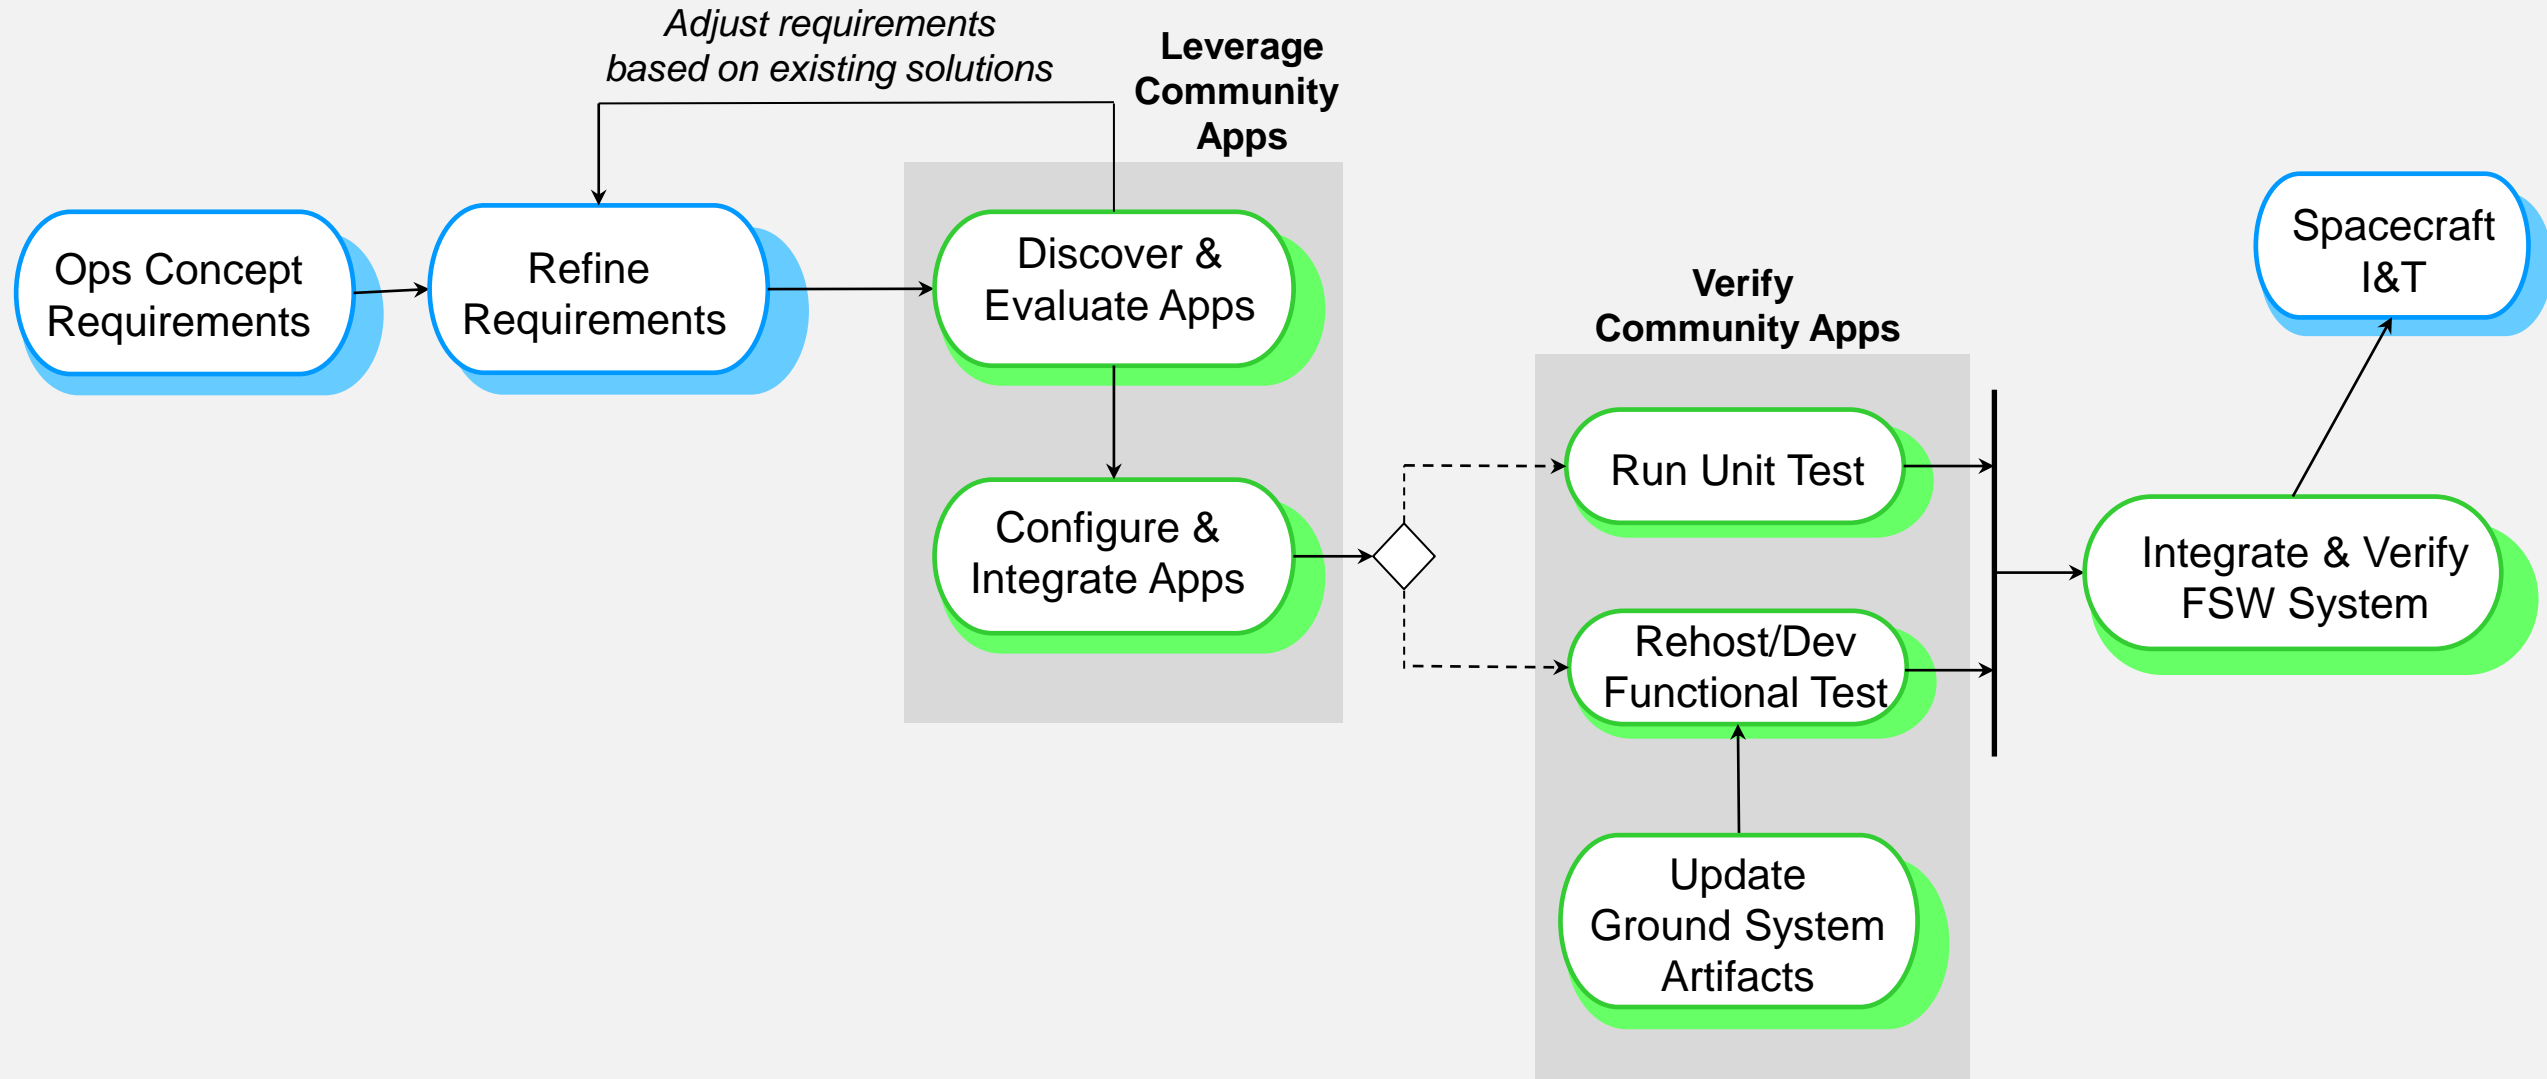 Adjust requirements
based on existing solutions
Leverage
Community
Apps
Ops Concept
Requirements
Refine
Requirements
Discover &
Evaluate Apps
Configure &
Integrate Apps
Verify
Community Apps
Run Unit Test
Rehost/Dev
Functional Test
Update
Ground System
Artifacts
Integrate & Verify
FSW System
Spacecraft
I&T